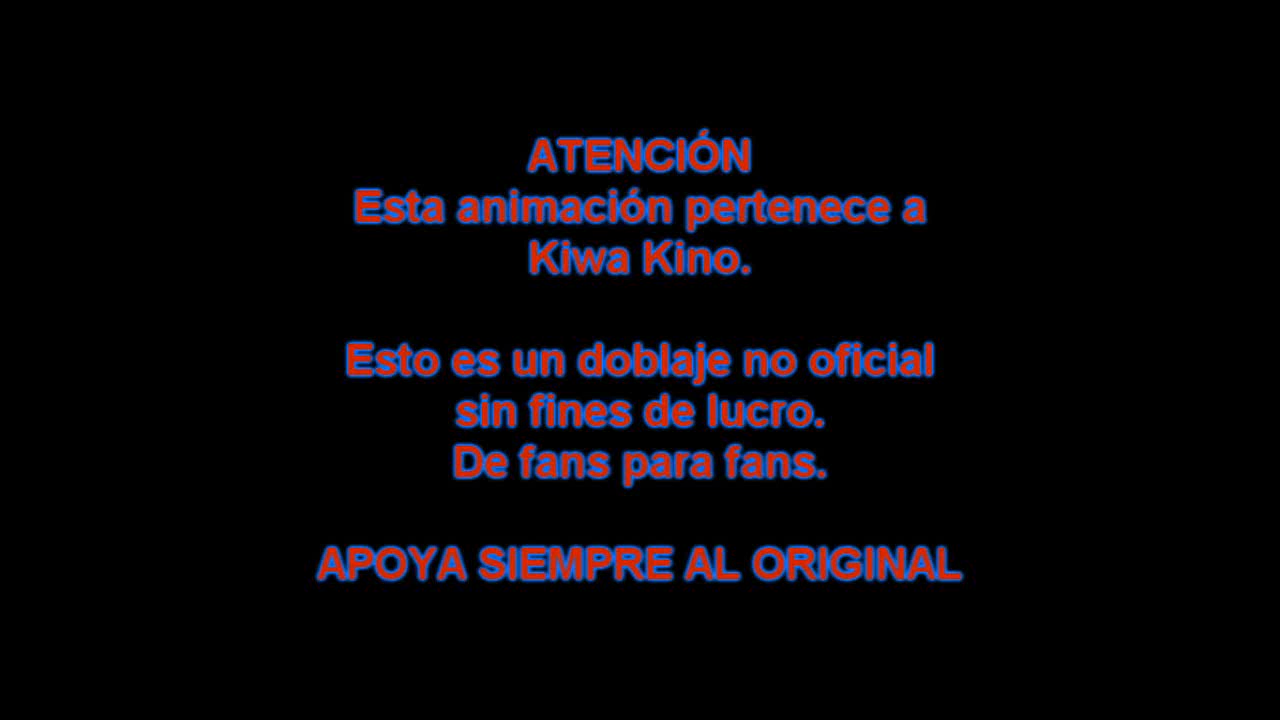 ATENCIÓN
Esta animación pertenece a
Kiwa Kino.
Esto es un doblaje no oficial
sin fines de lucro.
De fans para fans.
APOYA SIEMPRE AL ORIGINAL